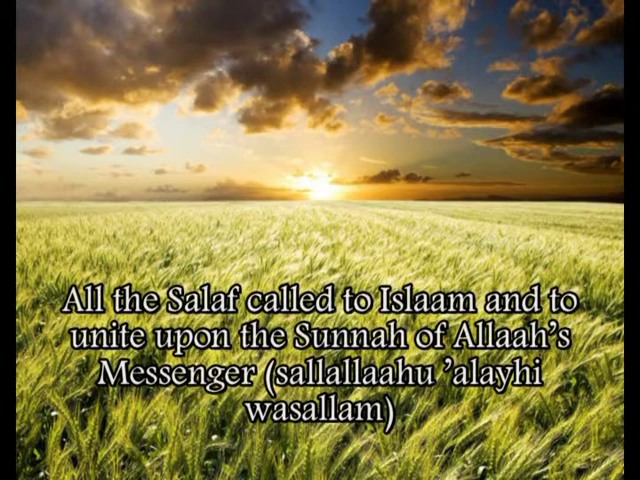 All the Salaf called to Islaam and to
unite upon the Sunnah of Allaah's
Messenger (sallallaahu 'alayhi
wasallam)